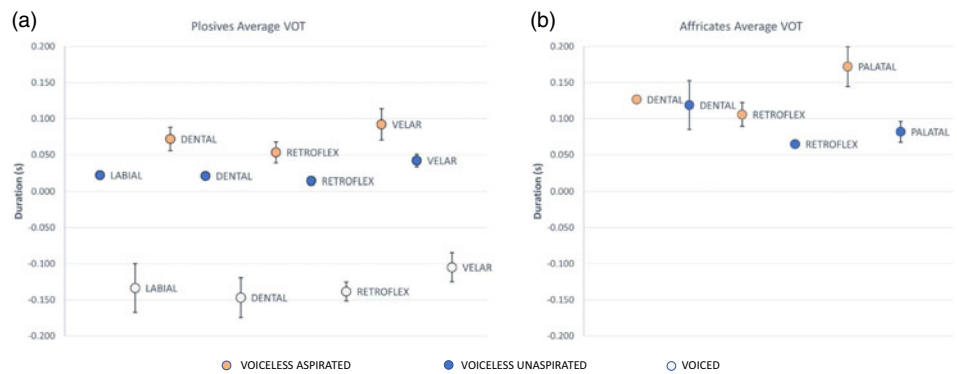 (a)
Plosives Average VOT
0.200
0.150
0.100
0.050
0.000
-0.050
-0.100
-0.150
-0.200
Duration (s)
DENTAL
VELAR
RETROFLEX
VELAR
LABIAL
DENTAL
RETROFLEX
VELAR
LABIAL
DENTAL
RETROFLEX
(b)
Affricates Average VOT
0.200
0.150
0.100
0.050
0.000
-0.050
-0.100
-0.150
-0.200
Duration (s)
PALATAL
DENTAL
DENTAL
RETROFLEX
PALATAL
RETROFLEX
VOICELESS ASPIRATED
VOICELESS UNASPIRATED
VOICED